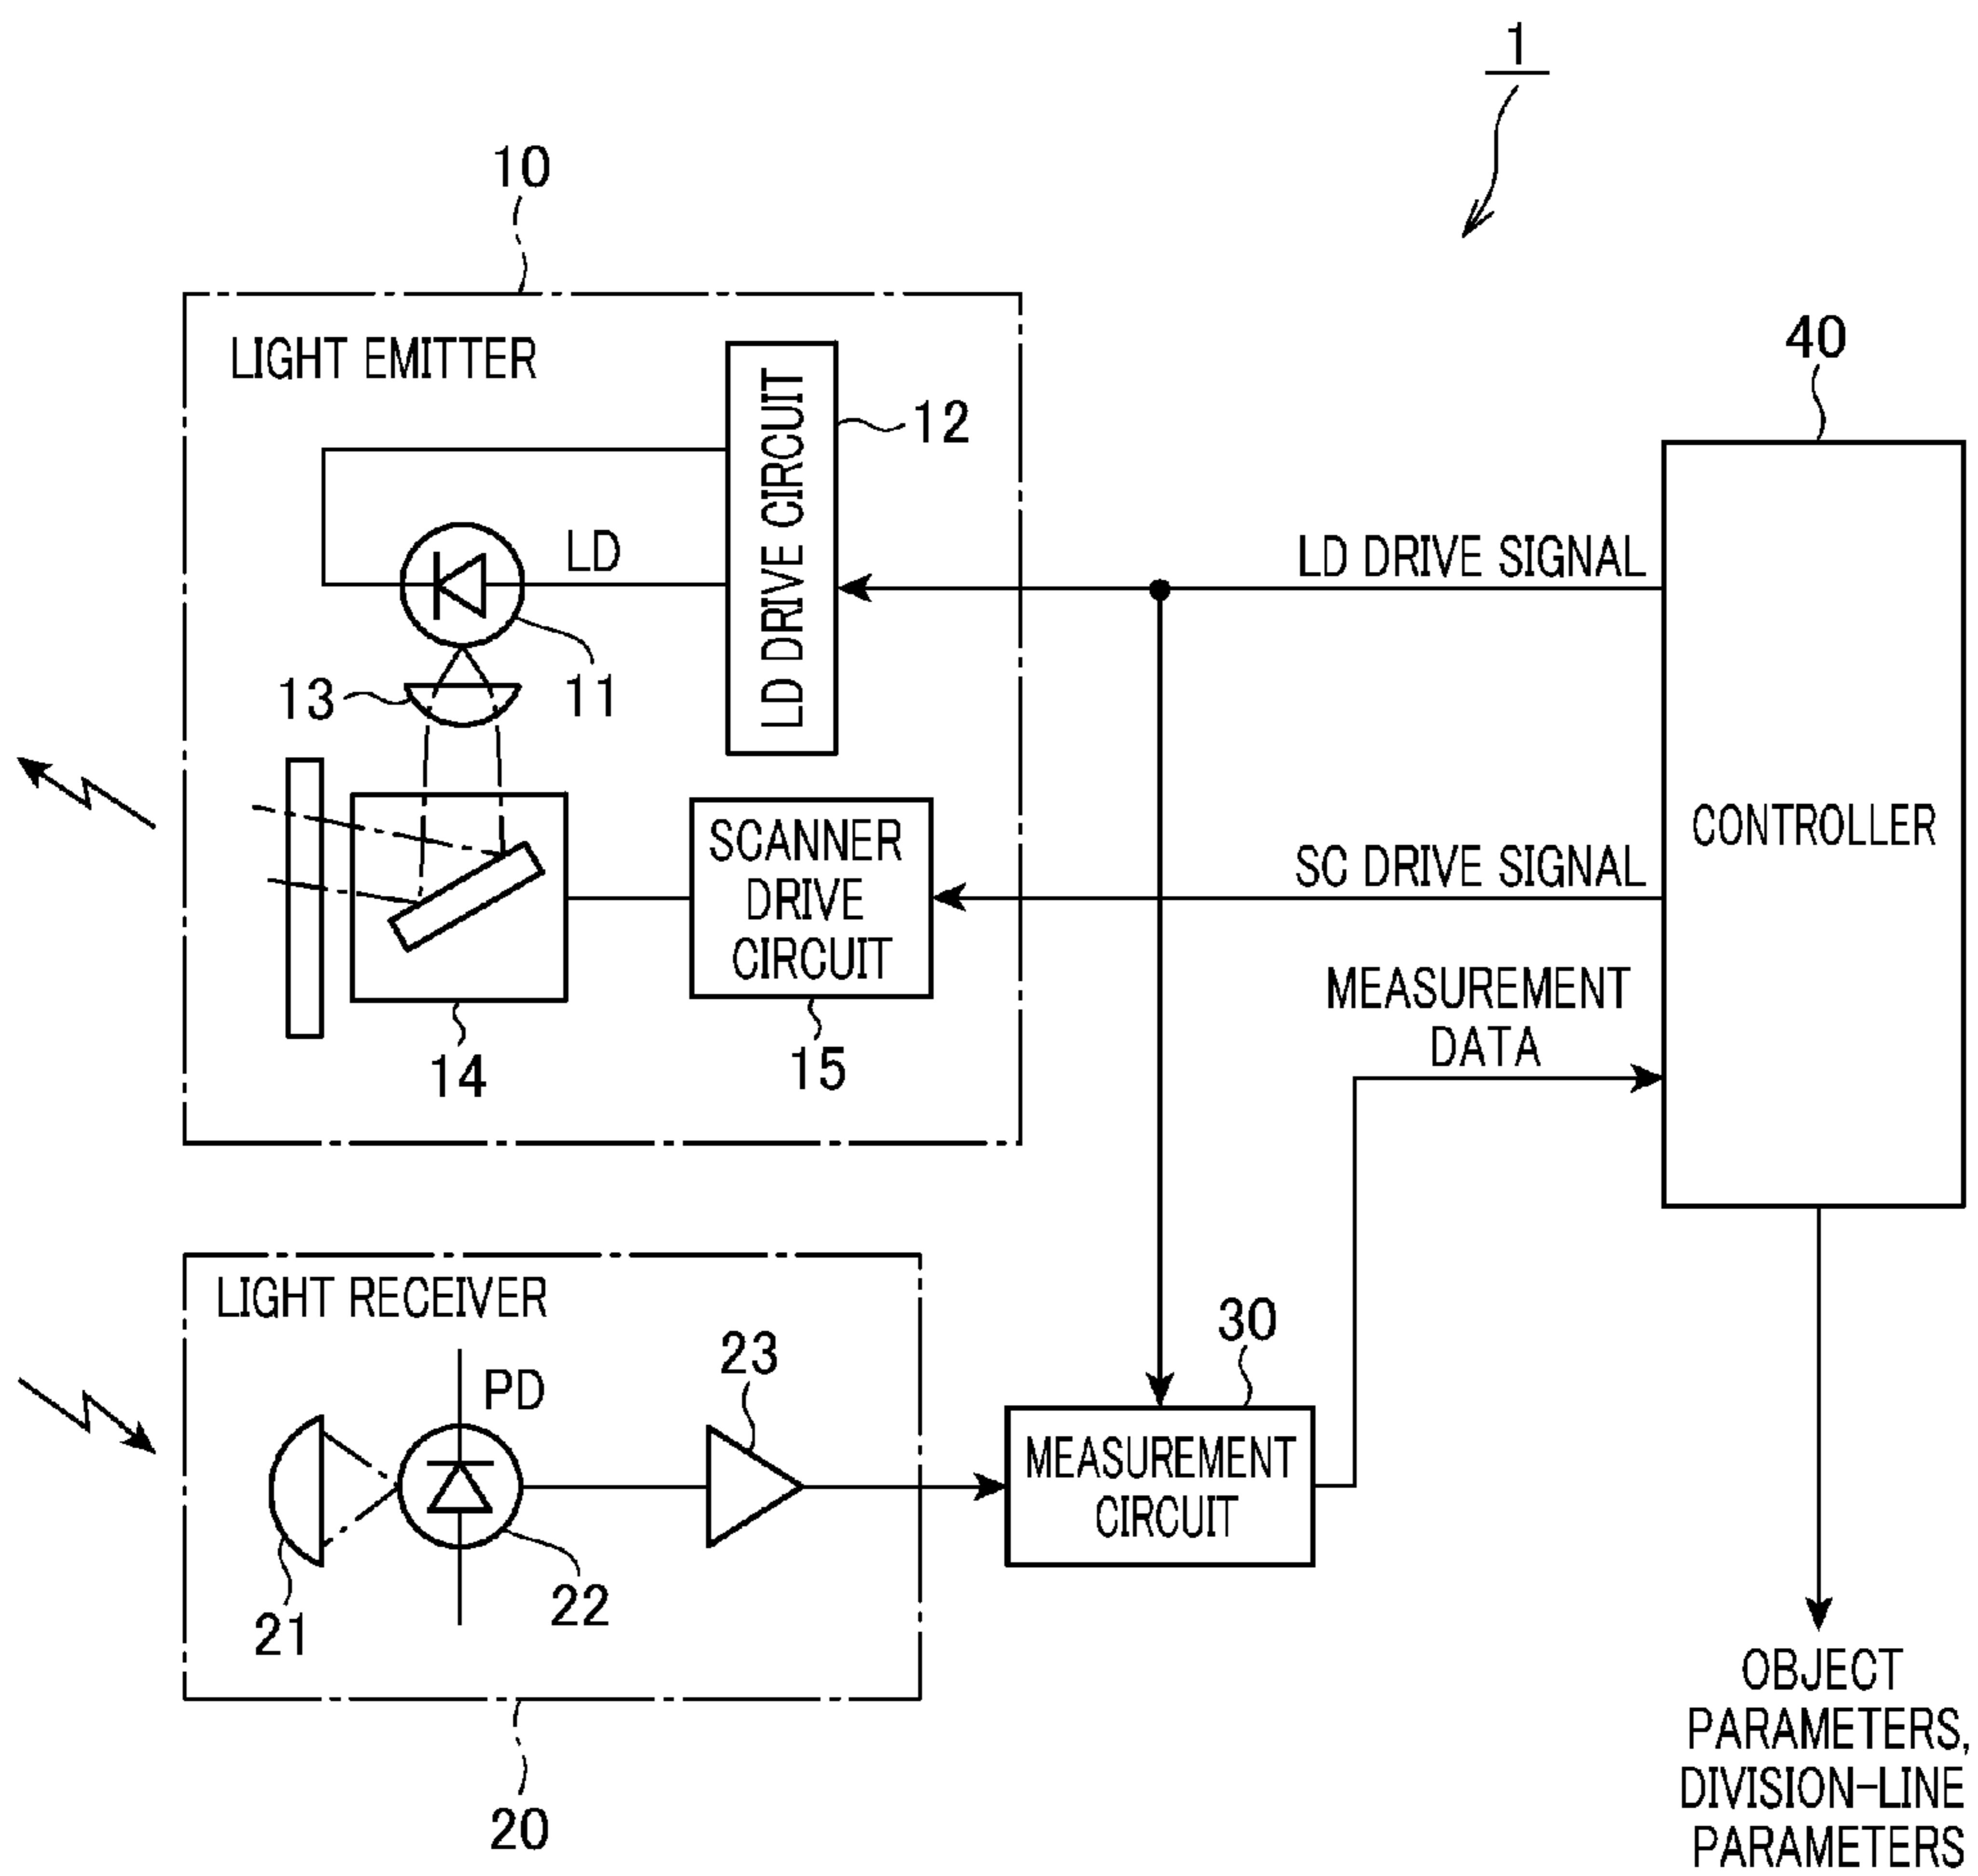 1
10
LIGHT EMITTER
LD DRIVE CIRCUIT
12
40
LD
11
13
LD DRIVE SIGNAL
CONTROLLER
SCANNER
DRIVE
CIRCUIT
SC DRIVE SIGNAL
14
15
MEASUREMENT
DATA
LIGHT RECEIVER
PD
23
30
MEASUREMENT
CIRCUIT
21
22
20
OBJECT
PARAMETERS,
DIVISION-LINE
PARAMETERS